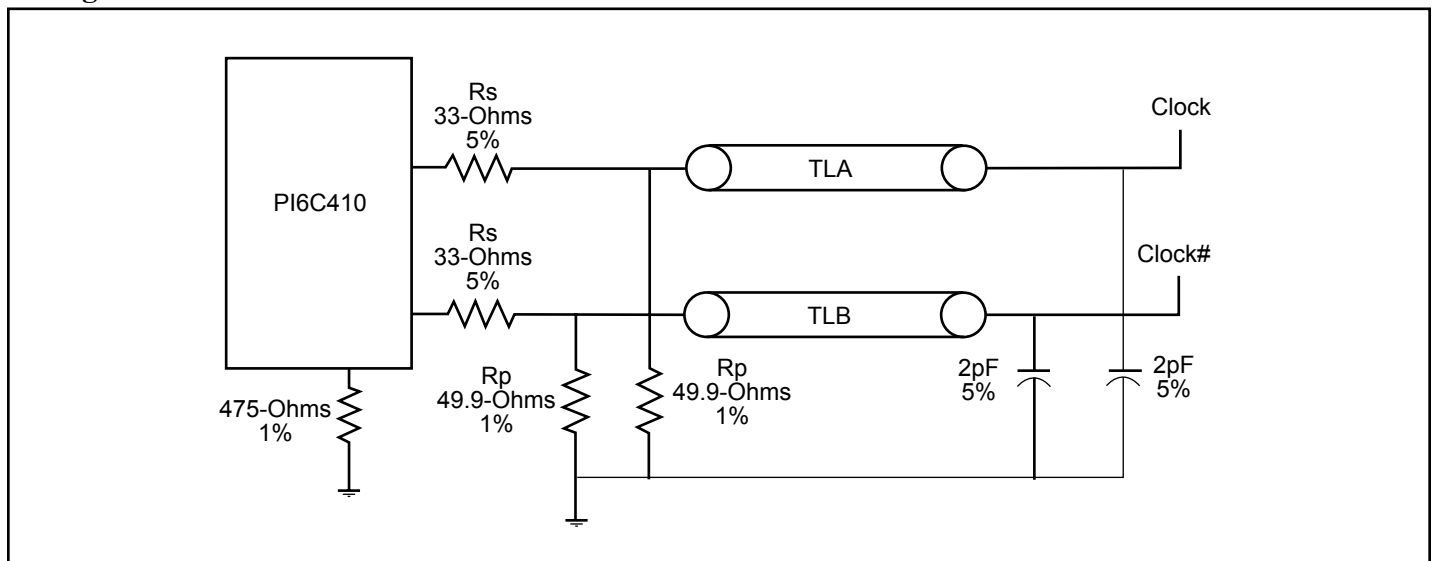 Rs
33-Ohms
5%
Clock
TLA
PI6C410
Rs
33-Ohms
5%
Clock#
TLB
Rp
49.9-Ohms
1%
Rp
49.9-Ohms
1%
2pF
5%
2pF
5%
475-Ohms
1%